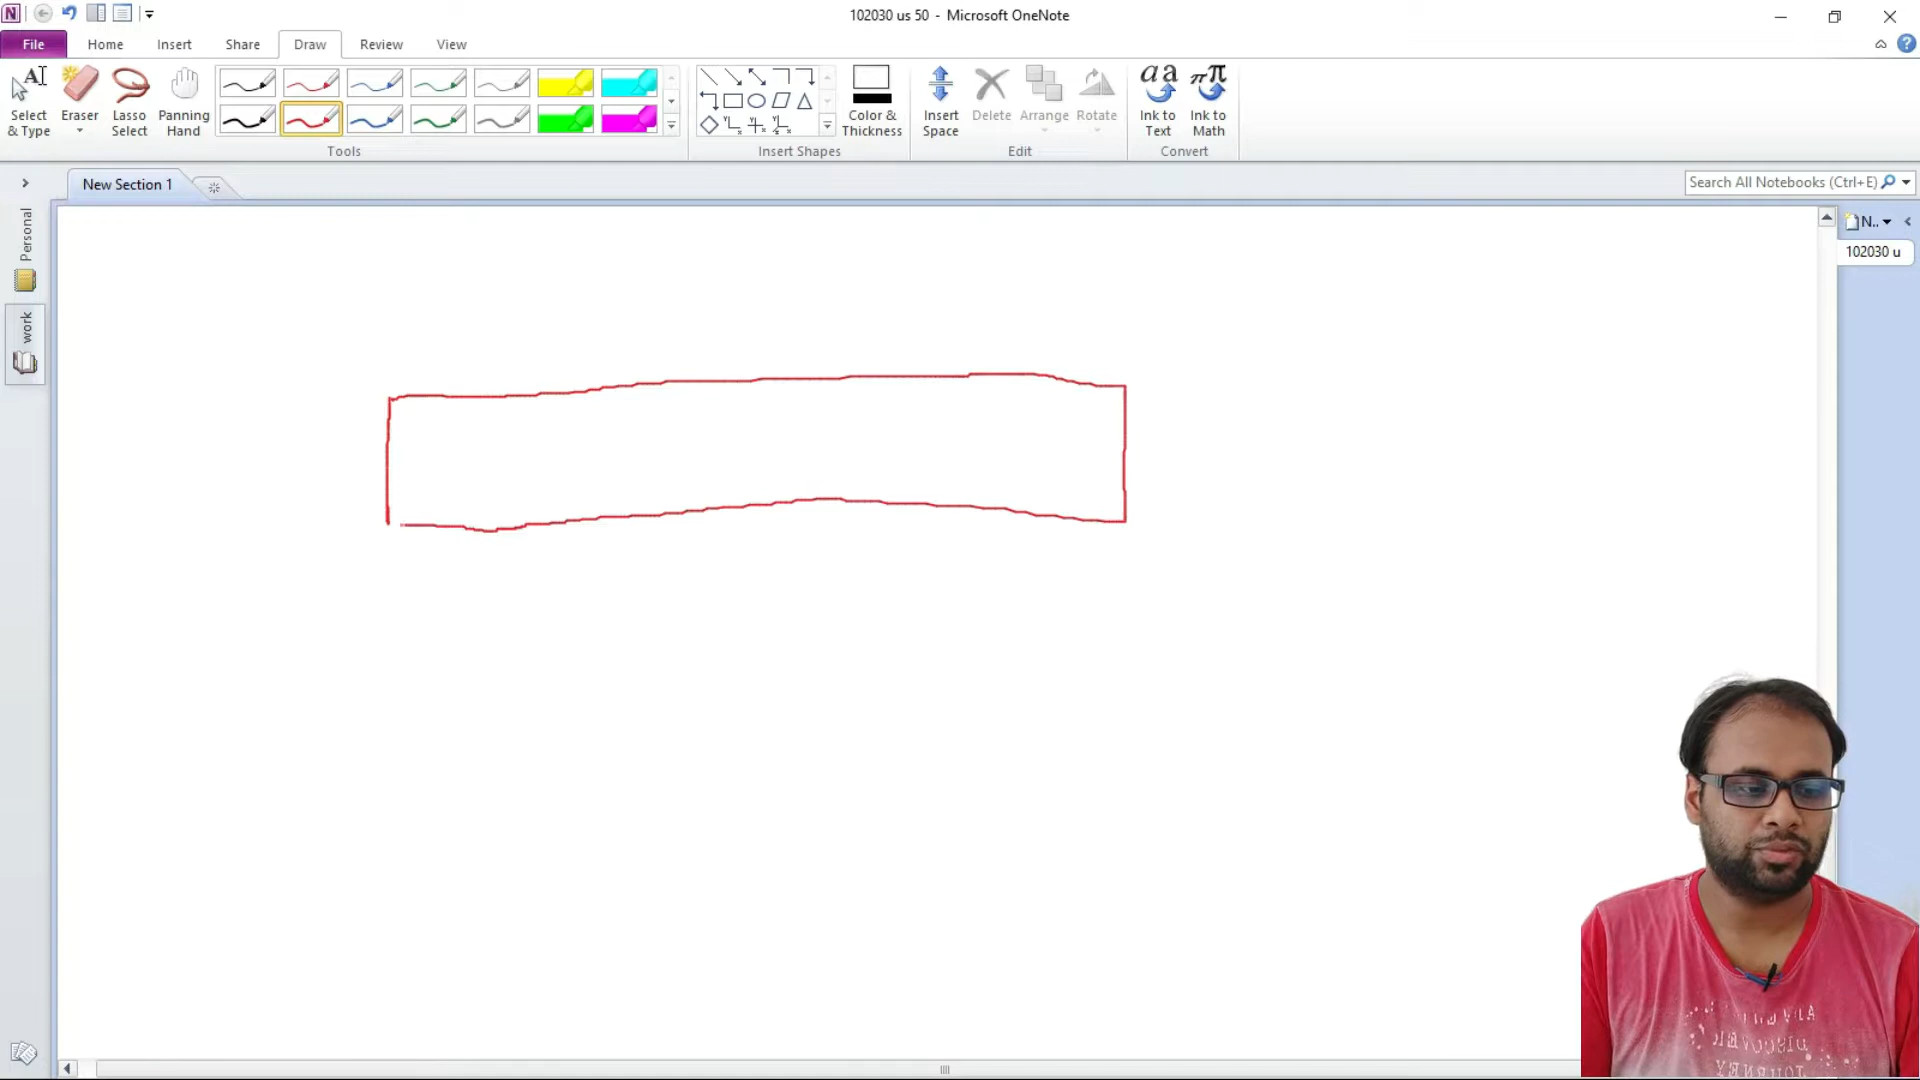 102030 us 50 - Microsoft OneNote
File Home Insert Share Draw Review View
Select & Type
Eraser
Lasso Select
Panning Hand
Color & Thickness
Insert Space
Delete
Arrange
Rotate
Ink to Text
Ink to Math
Tools
Insert Shapes
Edit
Convert
New Section 1
Search All Notebooks (Ctrl+E)
Personal
work
N..
102030 u